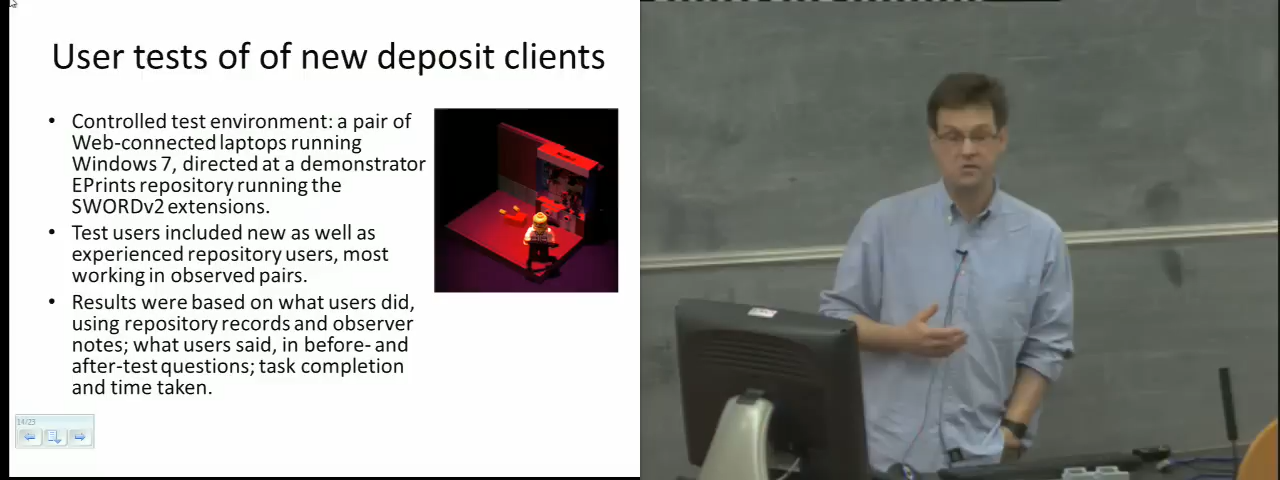 User tests of of new deposit clients
• Controlled test environment: a pair of
Web-connected laptops running
Windows 7, directed at a demonstrator
EPrints repository running the
SWORDv2 extensions.
• Test users included new as well as
experienced repository users, most
working in observed pairs.
• Results were based on what users did,
using repository records and observer
notes; what users said, in before- and
after-test questions; task completion
and time taken.
14/23